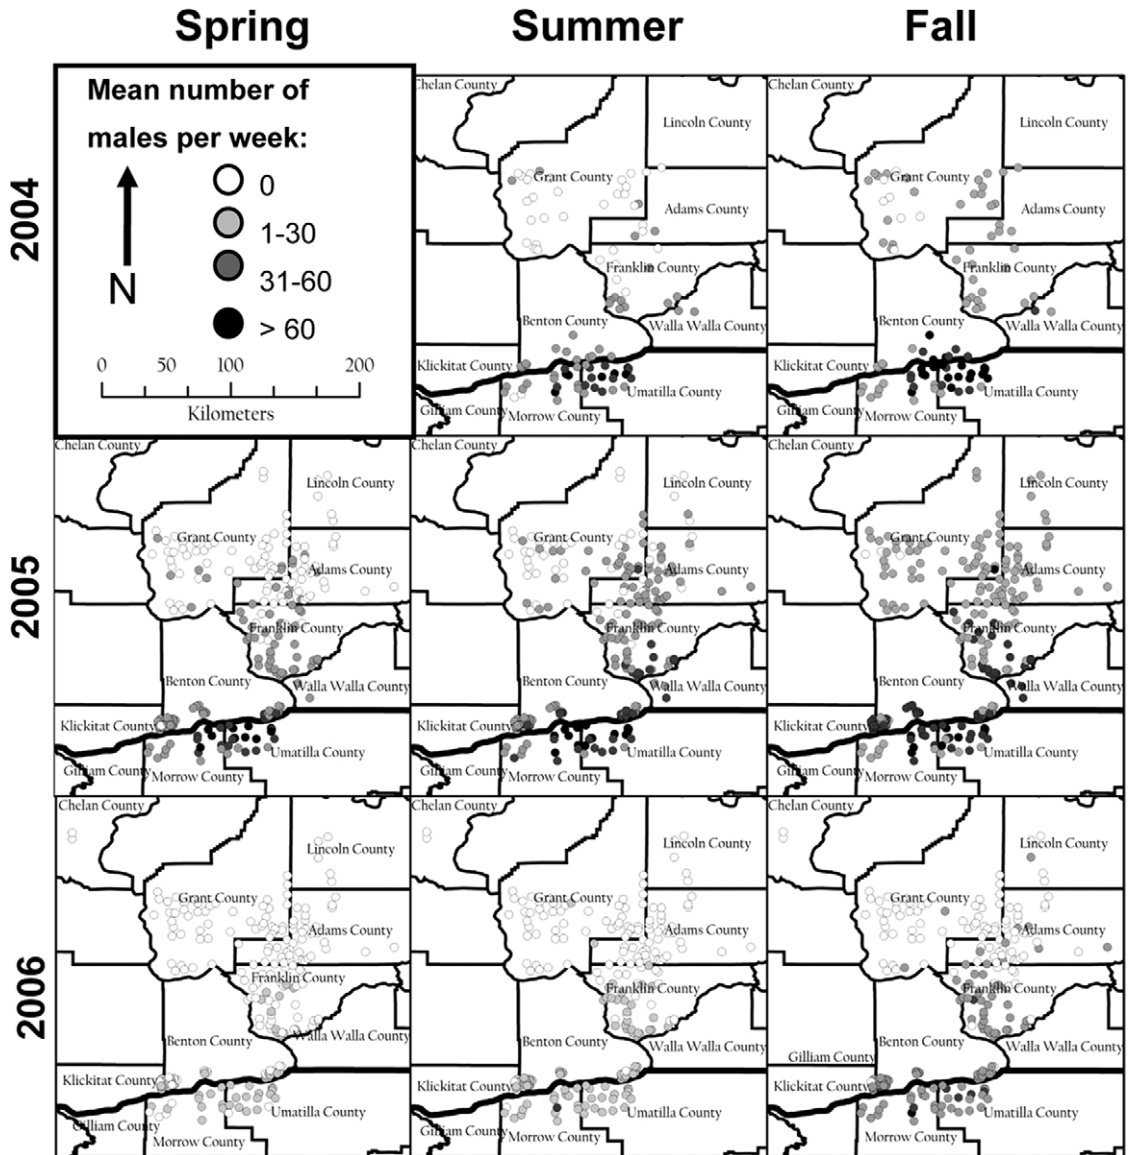 Spring Summer Fall
2004
Mean number of
males per week:
0
1-30
31-60
> 60
N
0 50 100 200
Kilometers
Chelan County
Lincoln County
Grant County
Adams County
Franklin County
Benton County
Walla Walla County
Klickitat County
Umatilla County
Gilliam County
Morrow County
Chelan County
Lincoln County
Grant County
Adams County
Franklin County
Benton County
Walla Walla County
Klickitat County
Umatilla County
Gilliam County
Morrow County
2005
Chelan County
Lincoln County
Grant County
Adams County
Franklin County
Benton County
Walla Walla County
Klickitat County
Umatilla County
Gilliam County
Morrow County
Chelan County
Lincoln County
Grant County
Adams County
Franklin County
Benton County
Walla Walla County
Klickitat County
Umatilla County
Gilliam County
Morrow County
Chelan County
Lincoln County
Grant County
Adams County
Franklin County
Benton County
Walla Walla County
Klickitat County
Umatilla County
Gilliam County
Morrow County
2006
Chelan County
Lincoln County
Grant County
Adams County
Franklin County
Walla Walla County
Benton County
Klickitat County
Umatilla County
Gilliam County
Morrow County
Chelan County
Lincoln County
Grant County
Adams County
Franklin County
Benton County
Walla Walla County
Klickitat County
Umatilla County
Gilliam County
Morrow County
Chelan County
Lincoln County
Grant County
Adams County
Franklin County
Walla Walla County
Gilliam County
Benton County
Klickitat County
Umatilla County
Morrow County